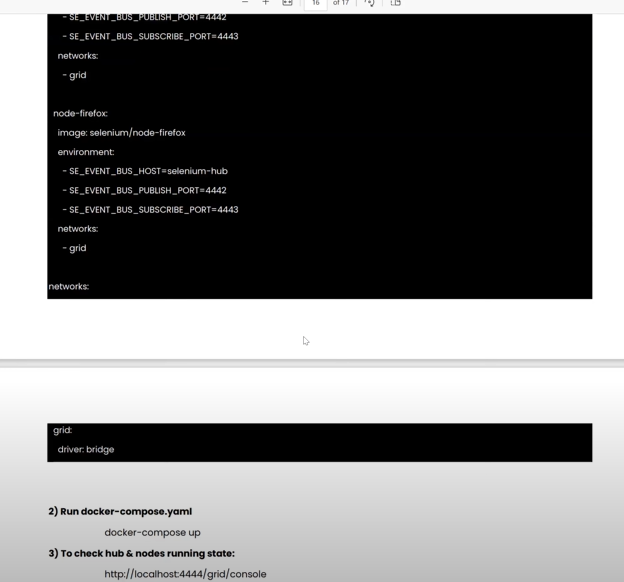 16 of 17
- SE_EVENT_BUS_PUBLISH_PORT=4442
- SE_EVENT_BUS_SUBSCRIBE_PORT=4443
networks:
- grid
node-firefox:
image: selenium/node-firefox
environment:
- SE_EVENT_BUS_HOST=selenium-hub
- SE_EVENT_BUS_PUBLISH_PORT=4442
- SE_EVENT_BUS_SUBSCRIBE_PORT=4443
networks:
- grid
networks:
grid:
driver: bridge
2) Run docker-compose.yaml
docker-compose up
3) To check hub & nodes running state:
http://localhost:4444/grid/console